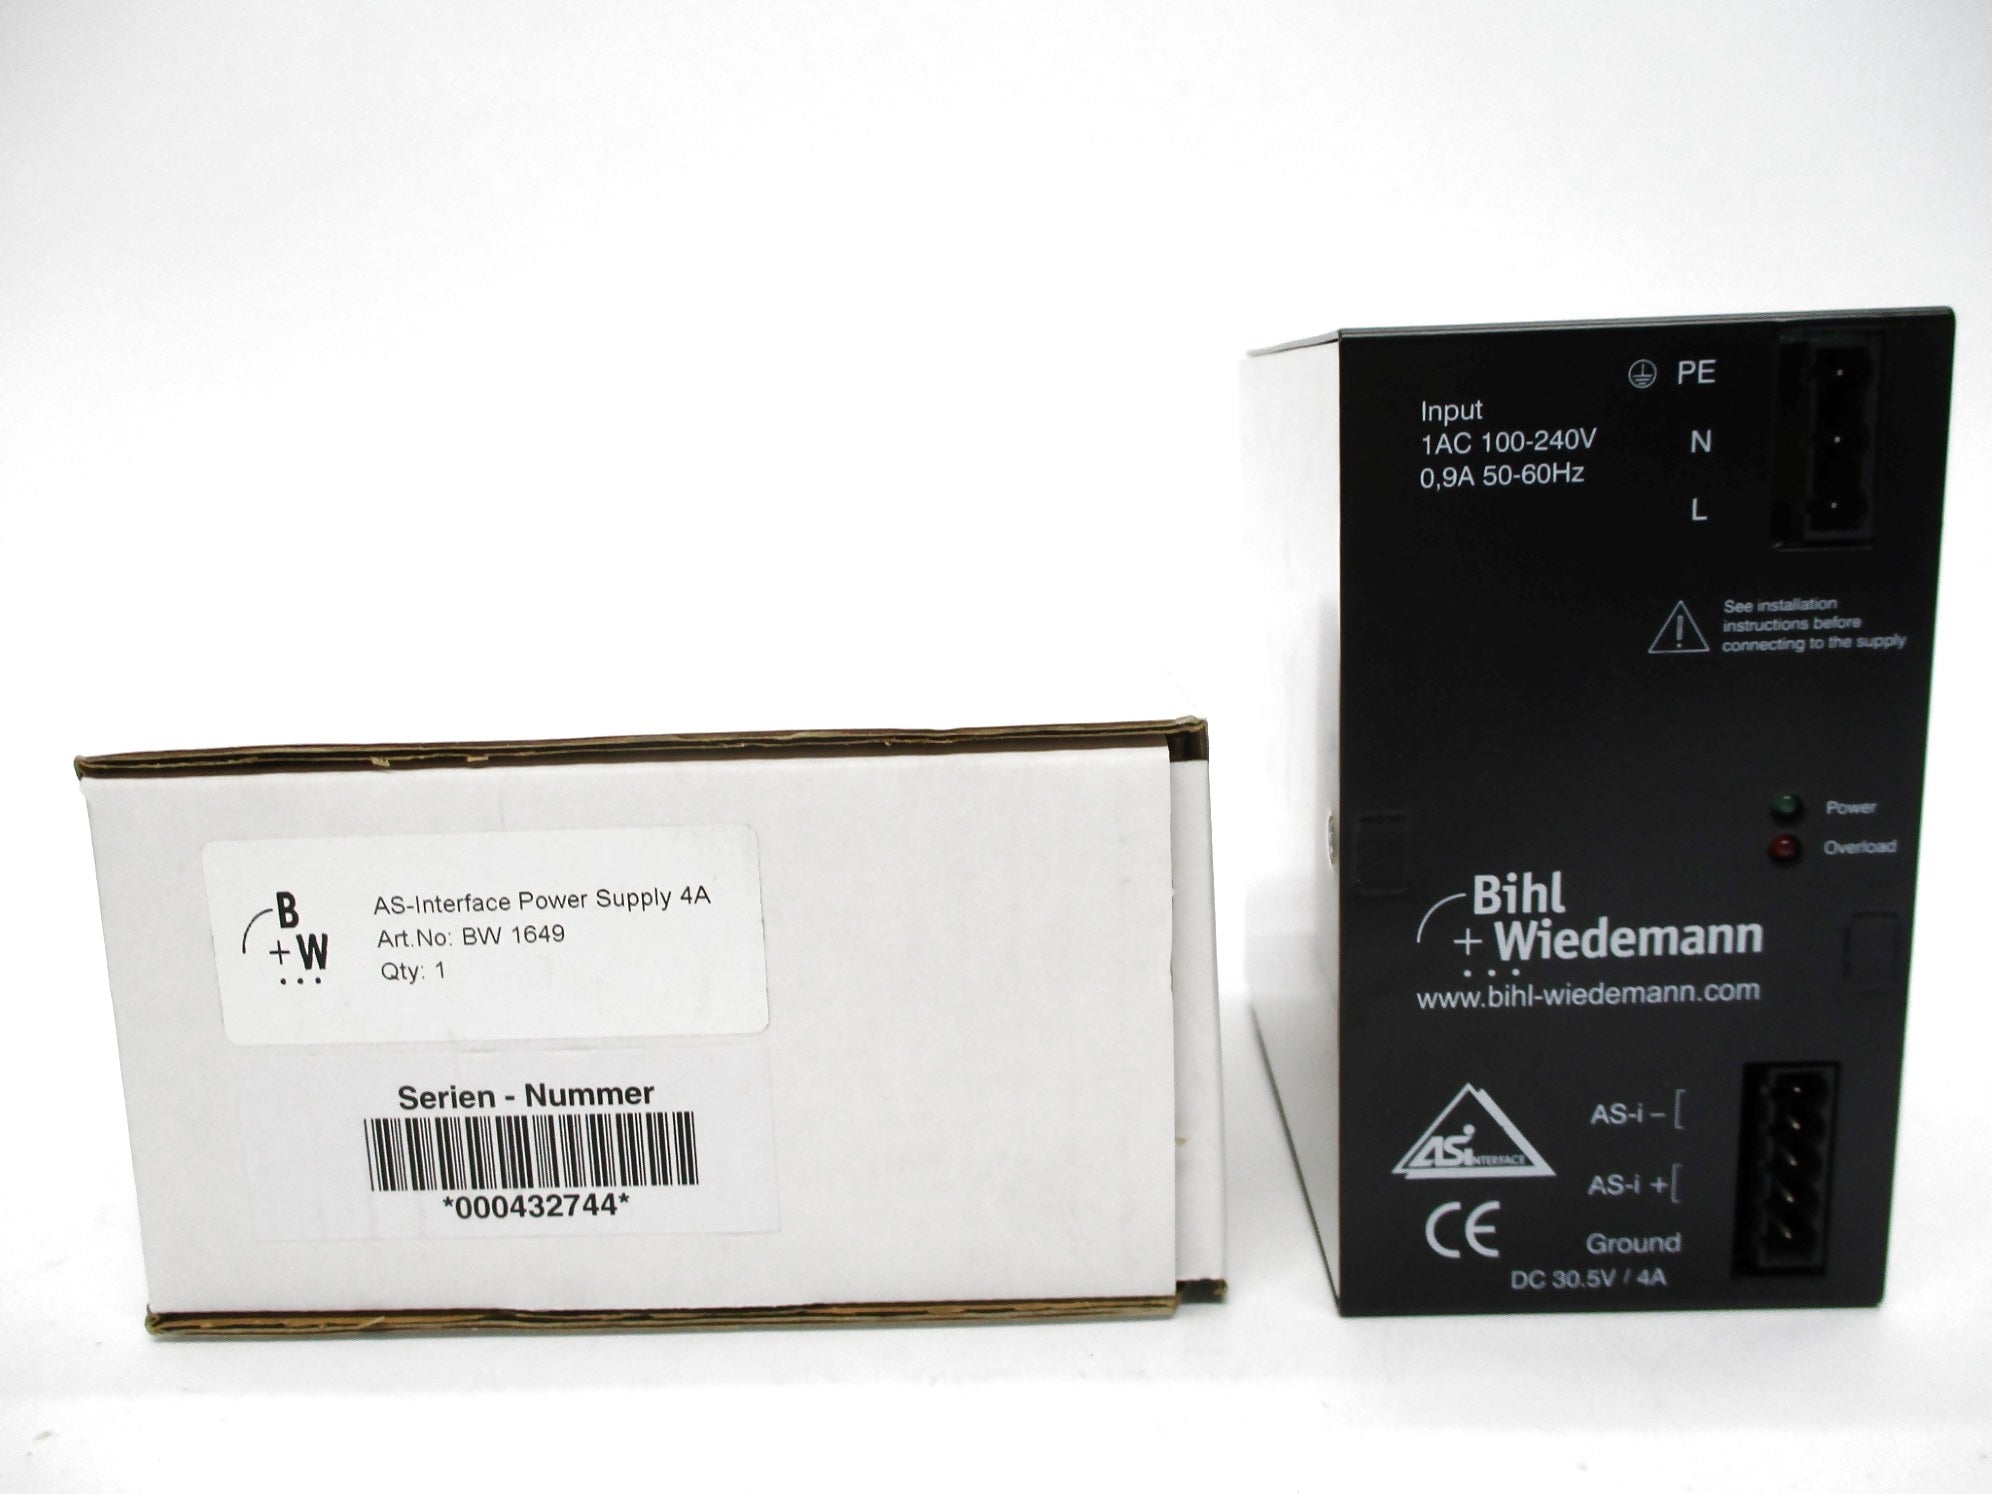 B
+W
AS-Interface Power Supply 4A
Art.No: BW 1649
Qty: 1
Serien - Nummer
*000432744*
PE
Input
1AC 100-240V
0,9A 50-60Hz
N
L
See installation
instructions before
connecting to the supply
Power
Overload
Bihl
+ Wiedemann
www.bihl-wiedemann.com
ASi INTERFACE
CE
AS-i –
AS-i +
Ground
DC 30.5V / 4A